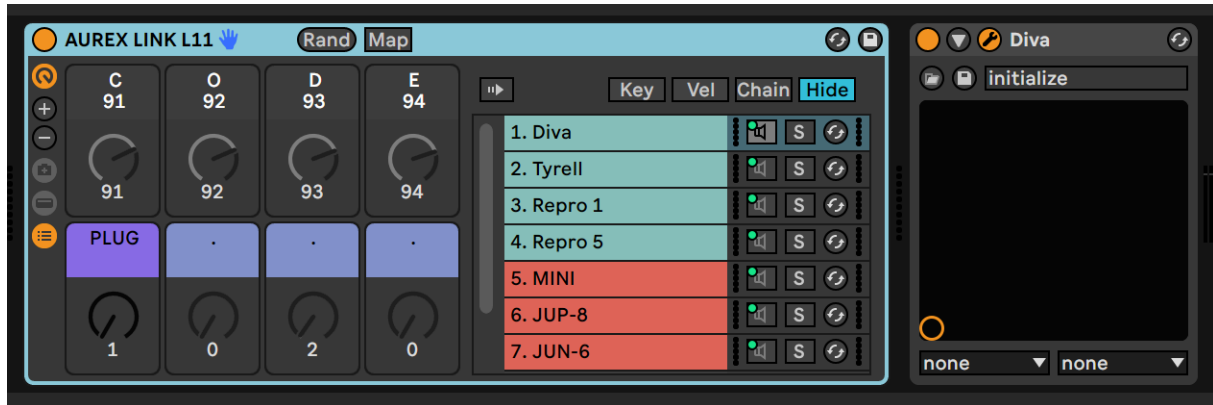 AUREX LINK L11 Rand Map
C O D E
91 92 93 94
91 92 93 94
PLUG . . .
1 0 2 0
Key Vel Chain Hide
1. Diva S
2. Tyrell S
3. Repro 1 S
4. Repro 5 S
5. MINI S
6. JUP-8 S
7. JUN-6 S
Diva
initialize
none none